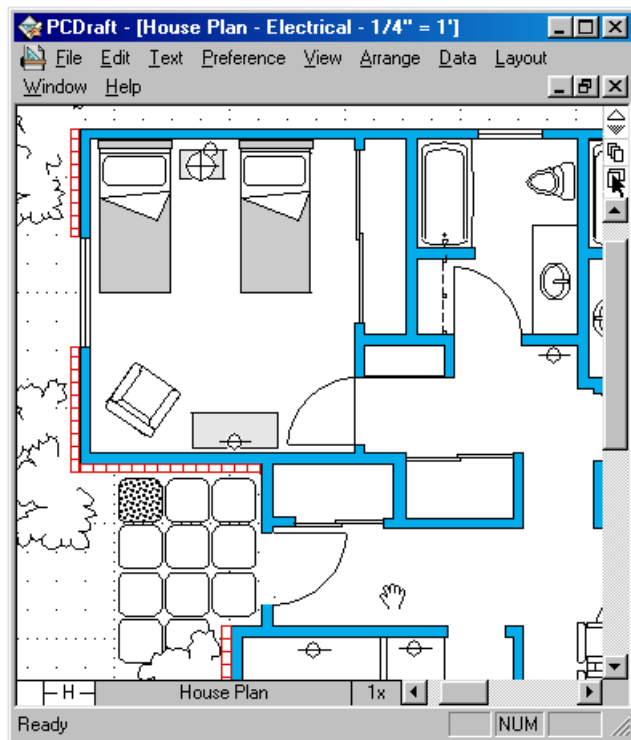 PCDraft - [House Plan - Electrical - 1/4" = 1']
File Edit Text Preference View Arrange Data Layout
Window Help
H House Plan 1x
Ready NUM